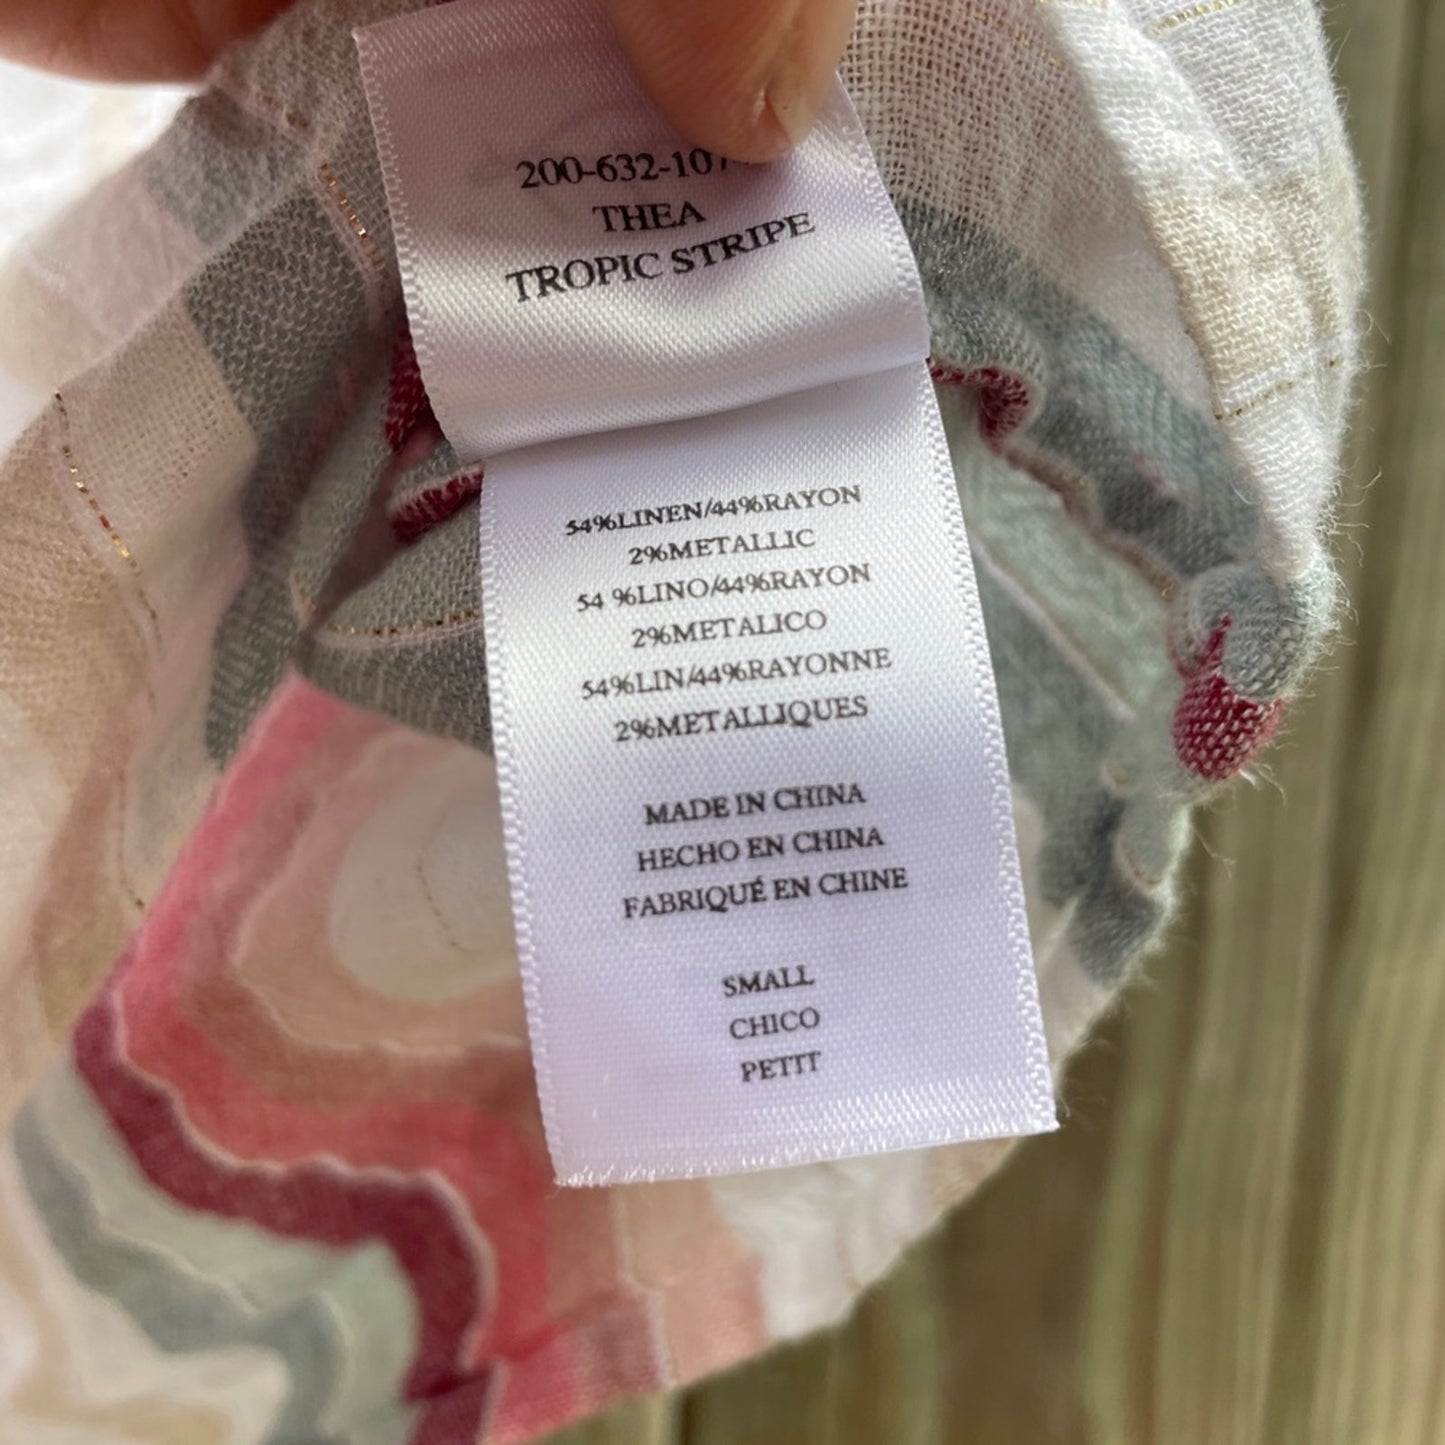 200-632-107
THEA
TROPIC STRIPE
54%LINEN/44%RAYON
2%METALLIC
54 %LINO/44%RAYON
2%METALICO
54%LIN/44%RAYONNE
2%METALLIQUES
MADE IN CHINA
HECHO EN CHINA
FABRIQUÉ EN CHINE
SMALL
CHICO
PETIT